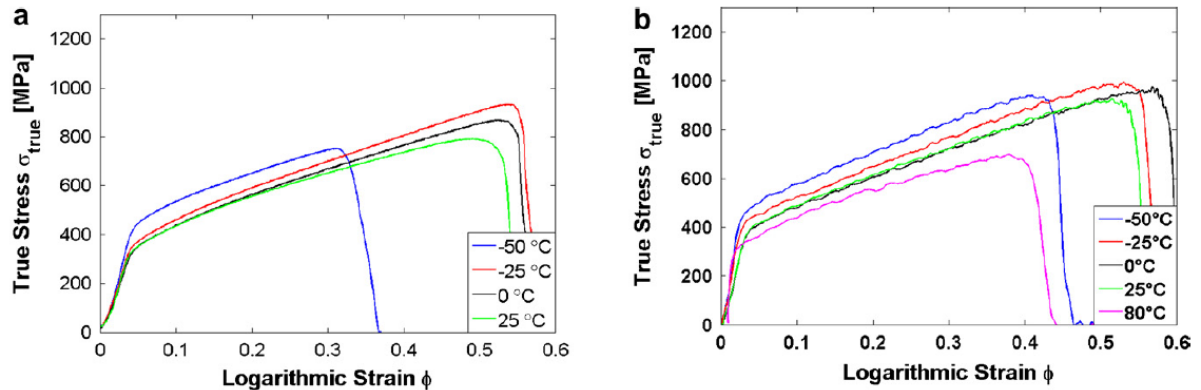 a
1200
1000
800
600
400
200
0
True Stress σtrue [MPa]
-50 °C
-25 °C
0 °C
25 °C
0 0.1 0.2 0.3 0.4 0.5 0.6
Logarithmic Strain ϕ
b
1200
1000
800
600
400
200
0
True Stress σtrue [MPa]
-50°C
-25°C
0°C
25°C
80°C
0 0.1 0.2 0.3 0.4 0.5 0.6
Logarithmic Strain ϕ